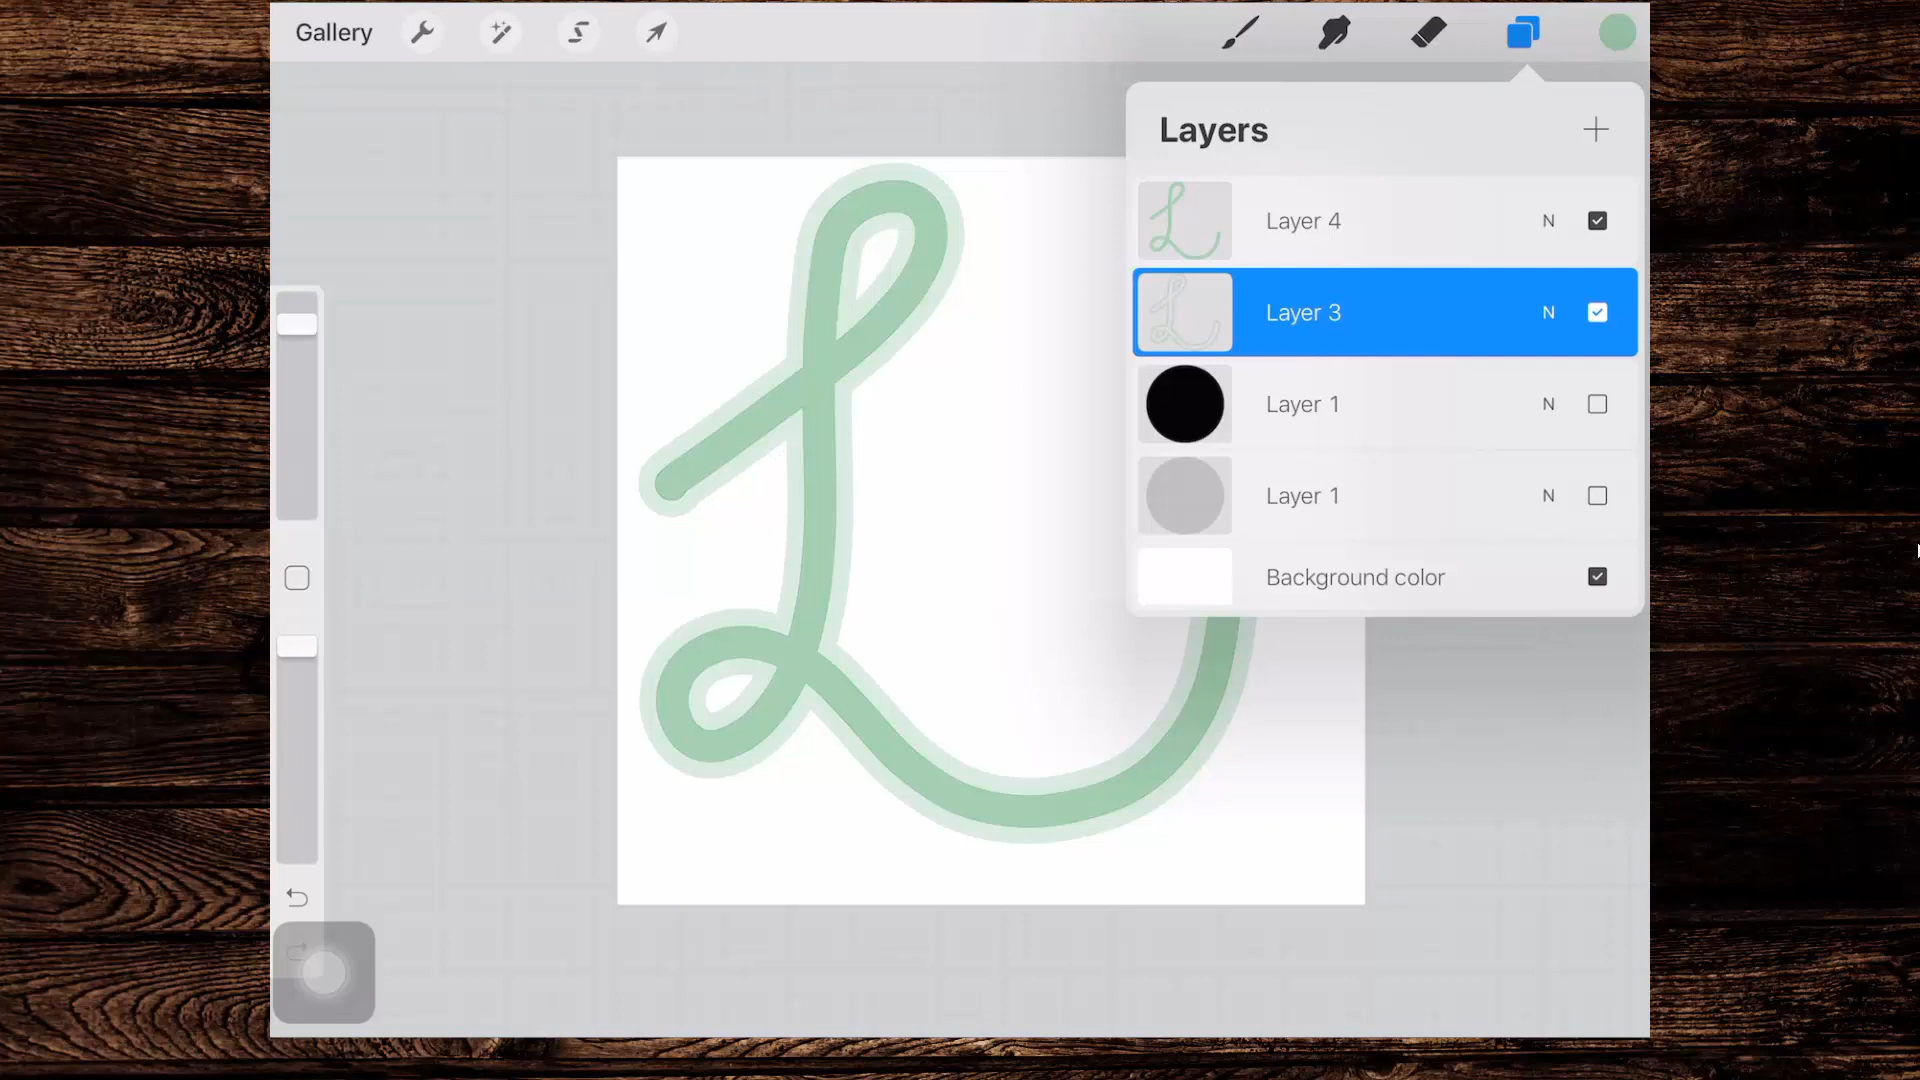 Gallery
Layers
Layer 4 N
Layer 3 N
Layer 1 N
Layer 1 N
Background color
L